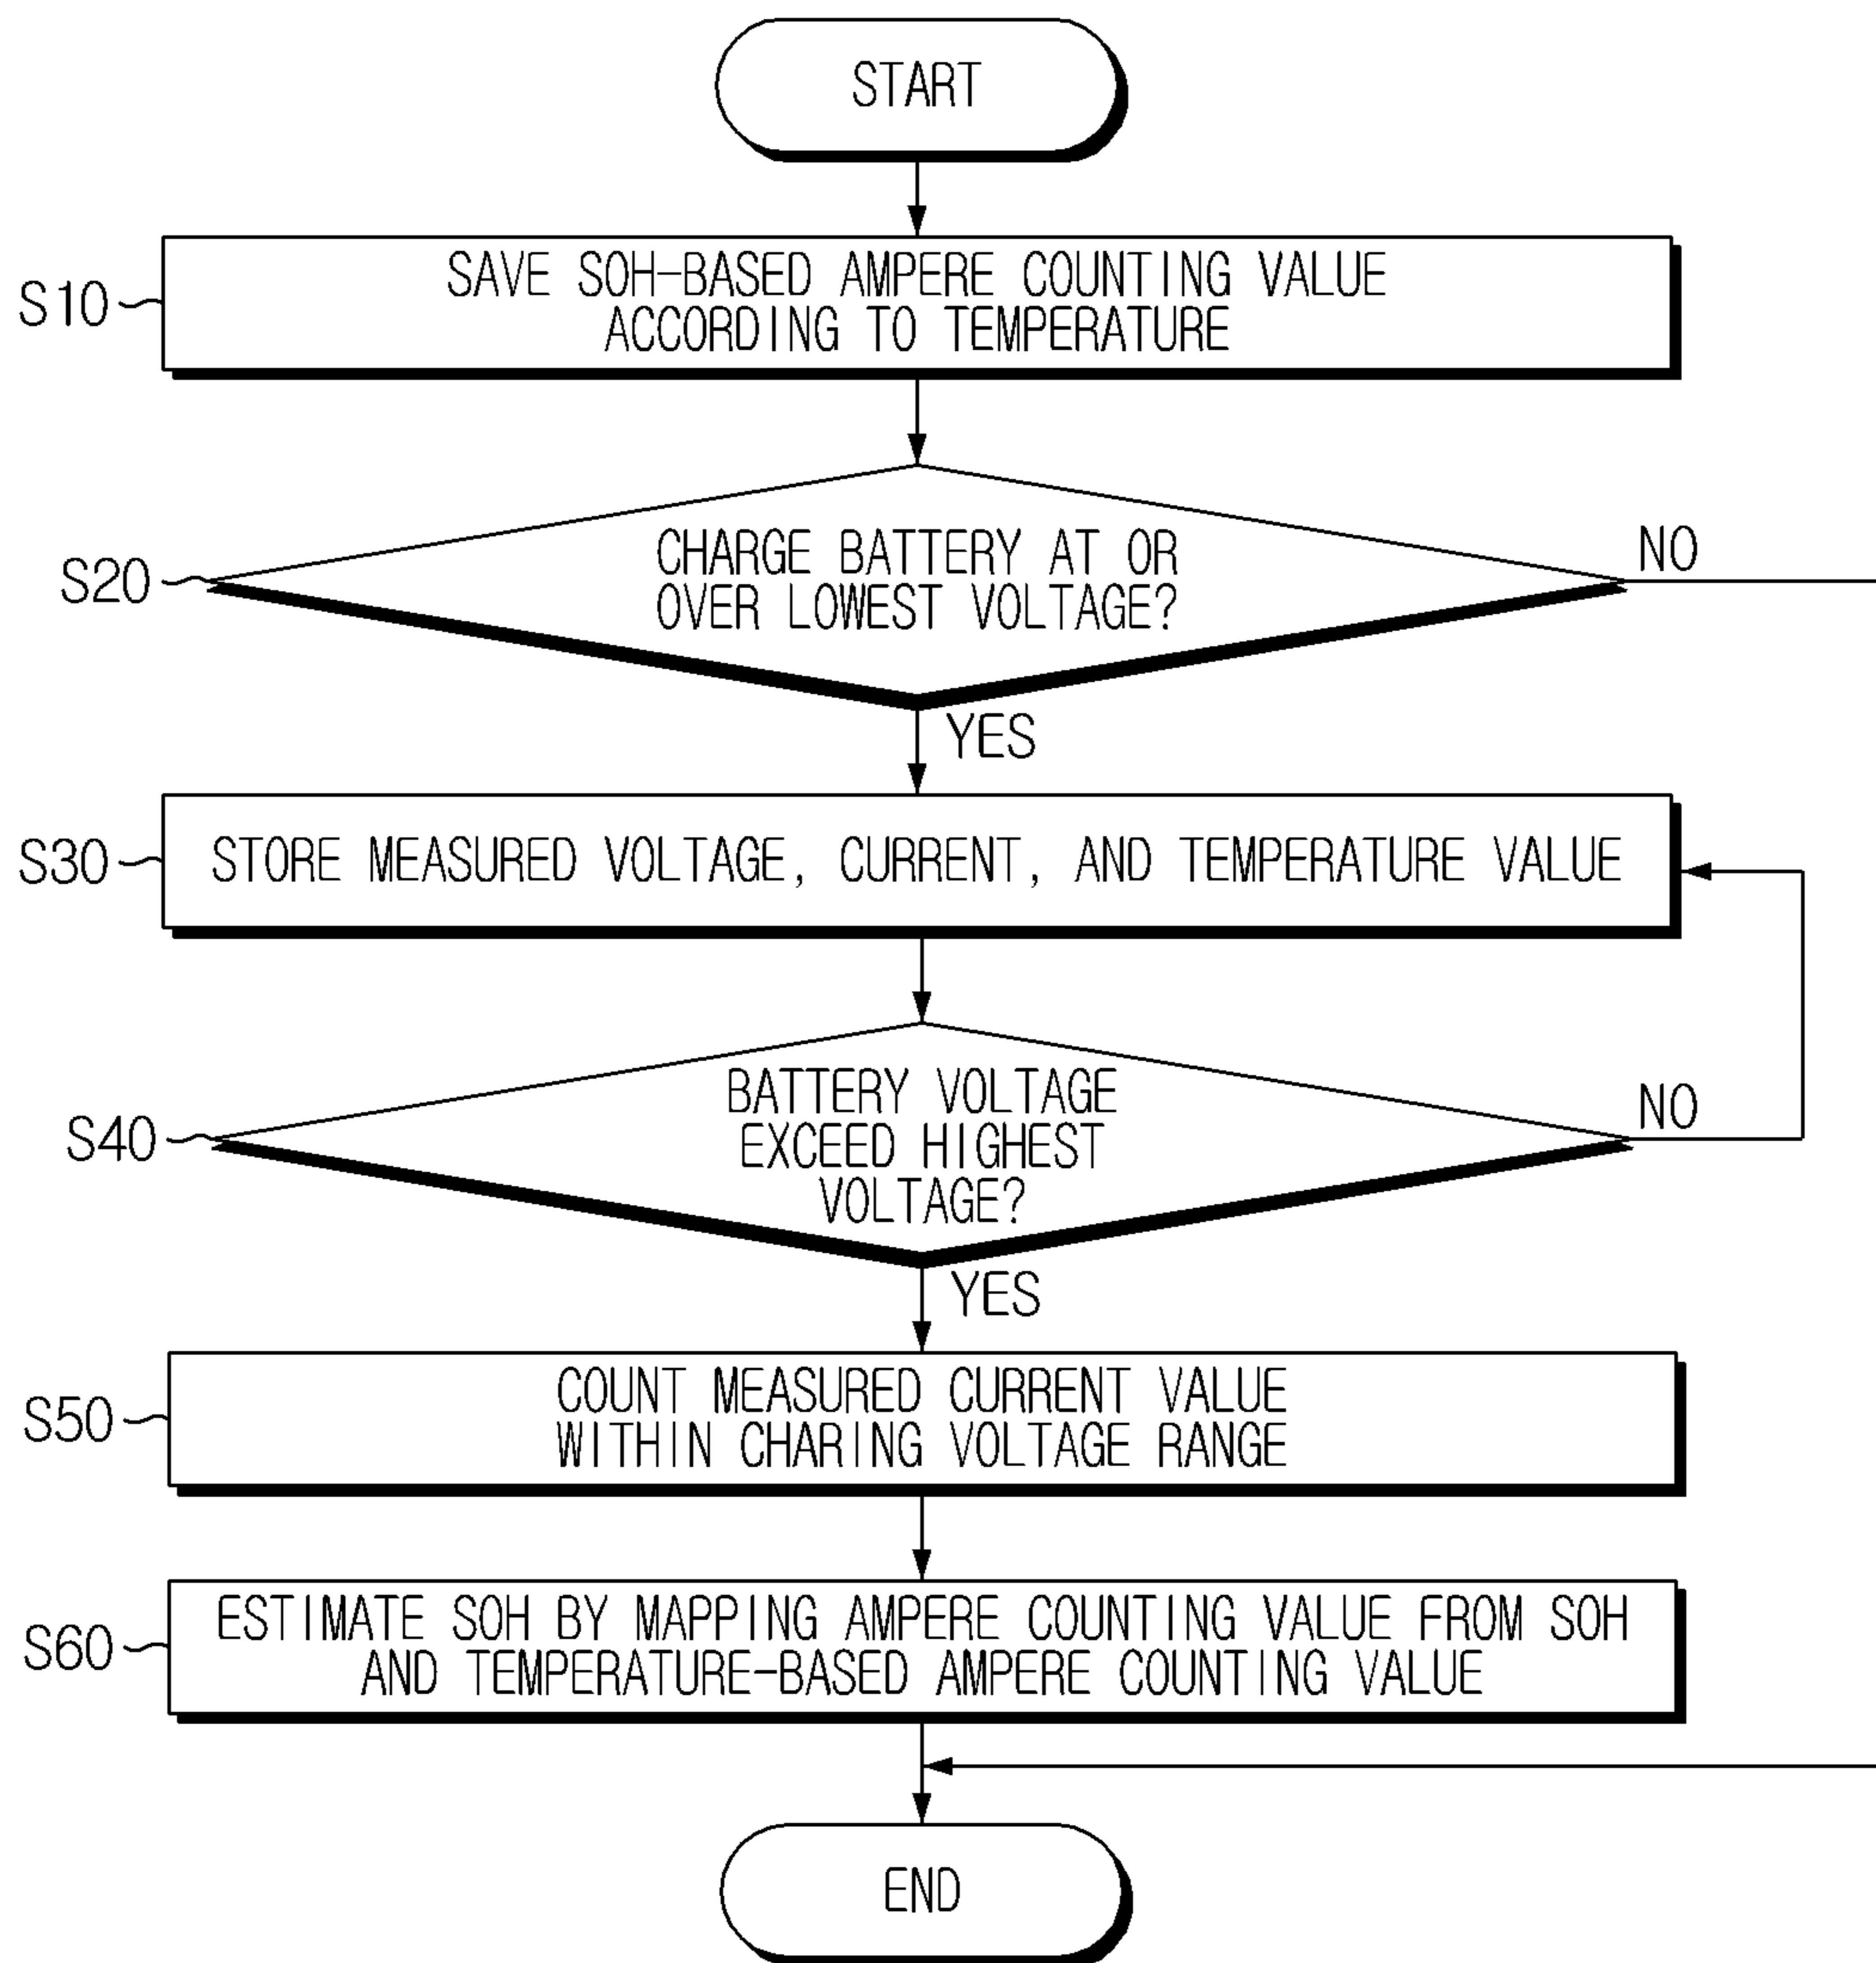 START
S10
SAVE SOH-BASED AMPERE COUNTING VALUE
ACCORDING TO TEMPERATURE
S20
CHARGE BATTERY AT OR
OVER LOWEST VOLTAGE?
NO
YES
S30
STORE MEASURED VOLTAGE, CURRENT, AND TEMPERATURE VALUE
S40
BATTERY VOLTAGE
EXCEED HIGHEST
VOLTAGE?
NO
YES
S50
COUNT MEASURED CURRENT VALUE
WITHIN CHARING VOLTAGE RANGE
S60
ESTIMATE SOH BY MAPPING AMPERE COUNTING VALUE FROM SOH
AND TEMPERATURE-BASED AMPERE COUNTING VALUE
END